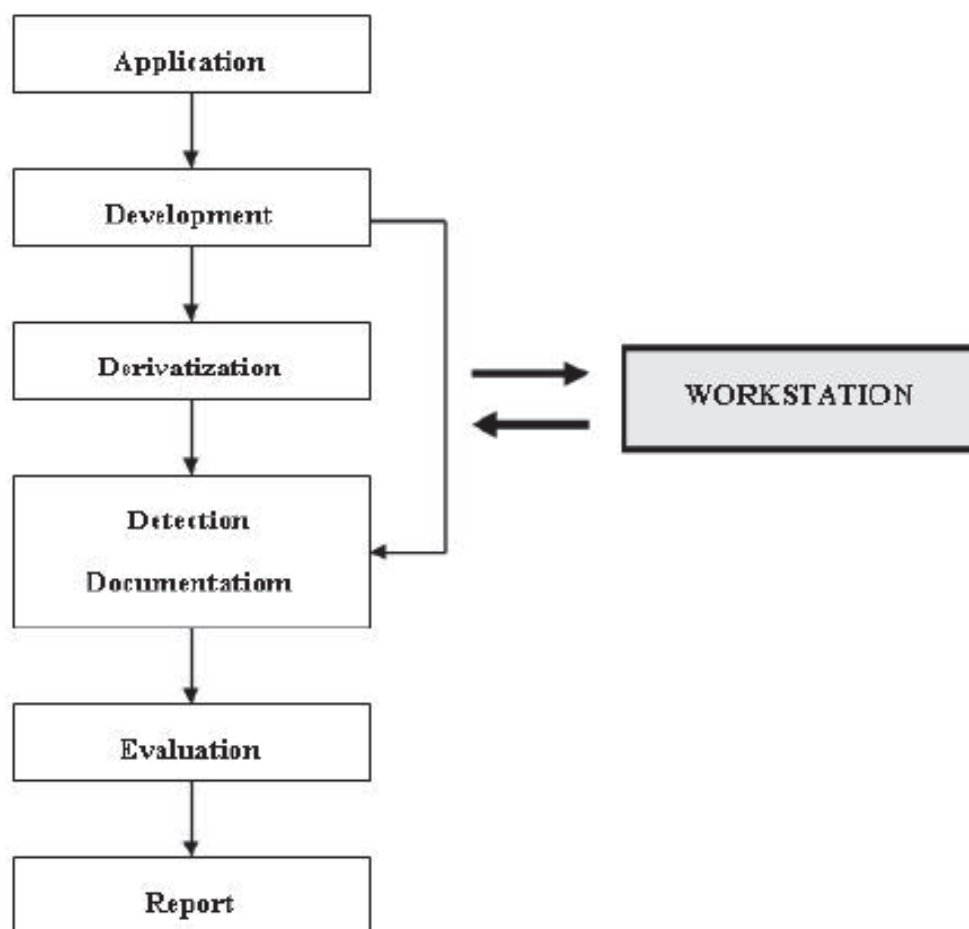 Application
Development
Derivatization
WORKSTATION
Detection
Documentatiom
Evaluation
Report